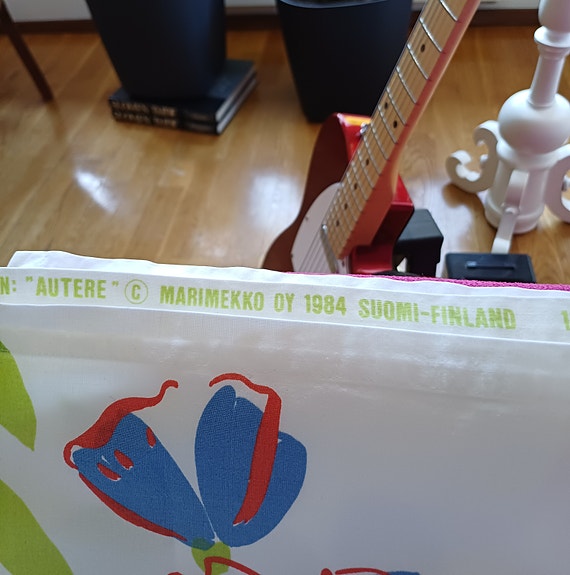 N: "AUTERE" © MARIMEKKO OY 1984 SUOMI-FINLAND